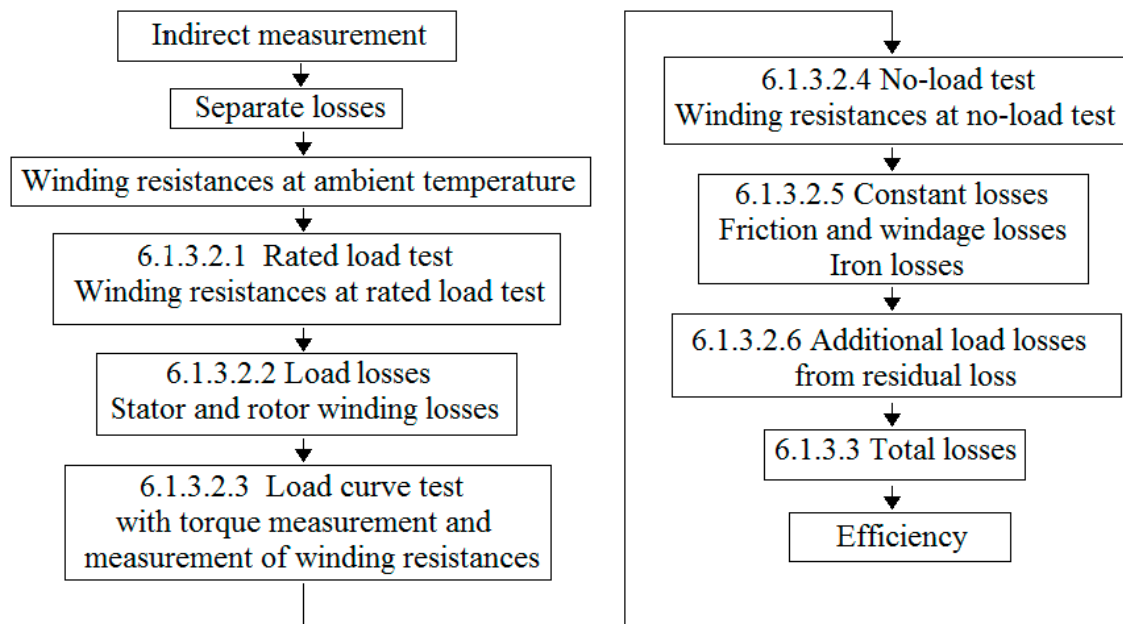 Indirect measurement
Separate losses
Winding resistances at ambient temperature
6.1.3.2.1 Rated load test
Winding resistances at rated load test
6.1.3.2.2 Load losses
Stator and rotor winding losses
6.1.3.2.3 Load curve test
with torque measurement and
measurement of winding resistances
6.1.3.2.4 No-load test
Winding resistances at no-load test
6.1.3.2.5 Constant losses
Friction and windage losses
Iron losses
6.1.3.2.6 Additional load losses
from residual loss
6.1.3.3 Total losses
Efficiency